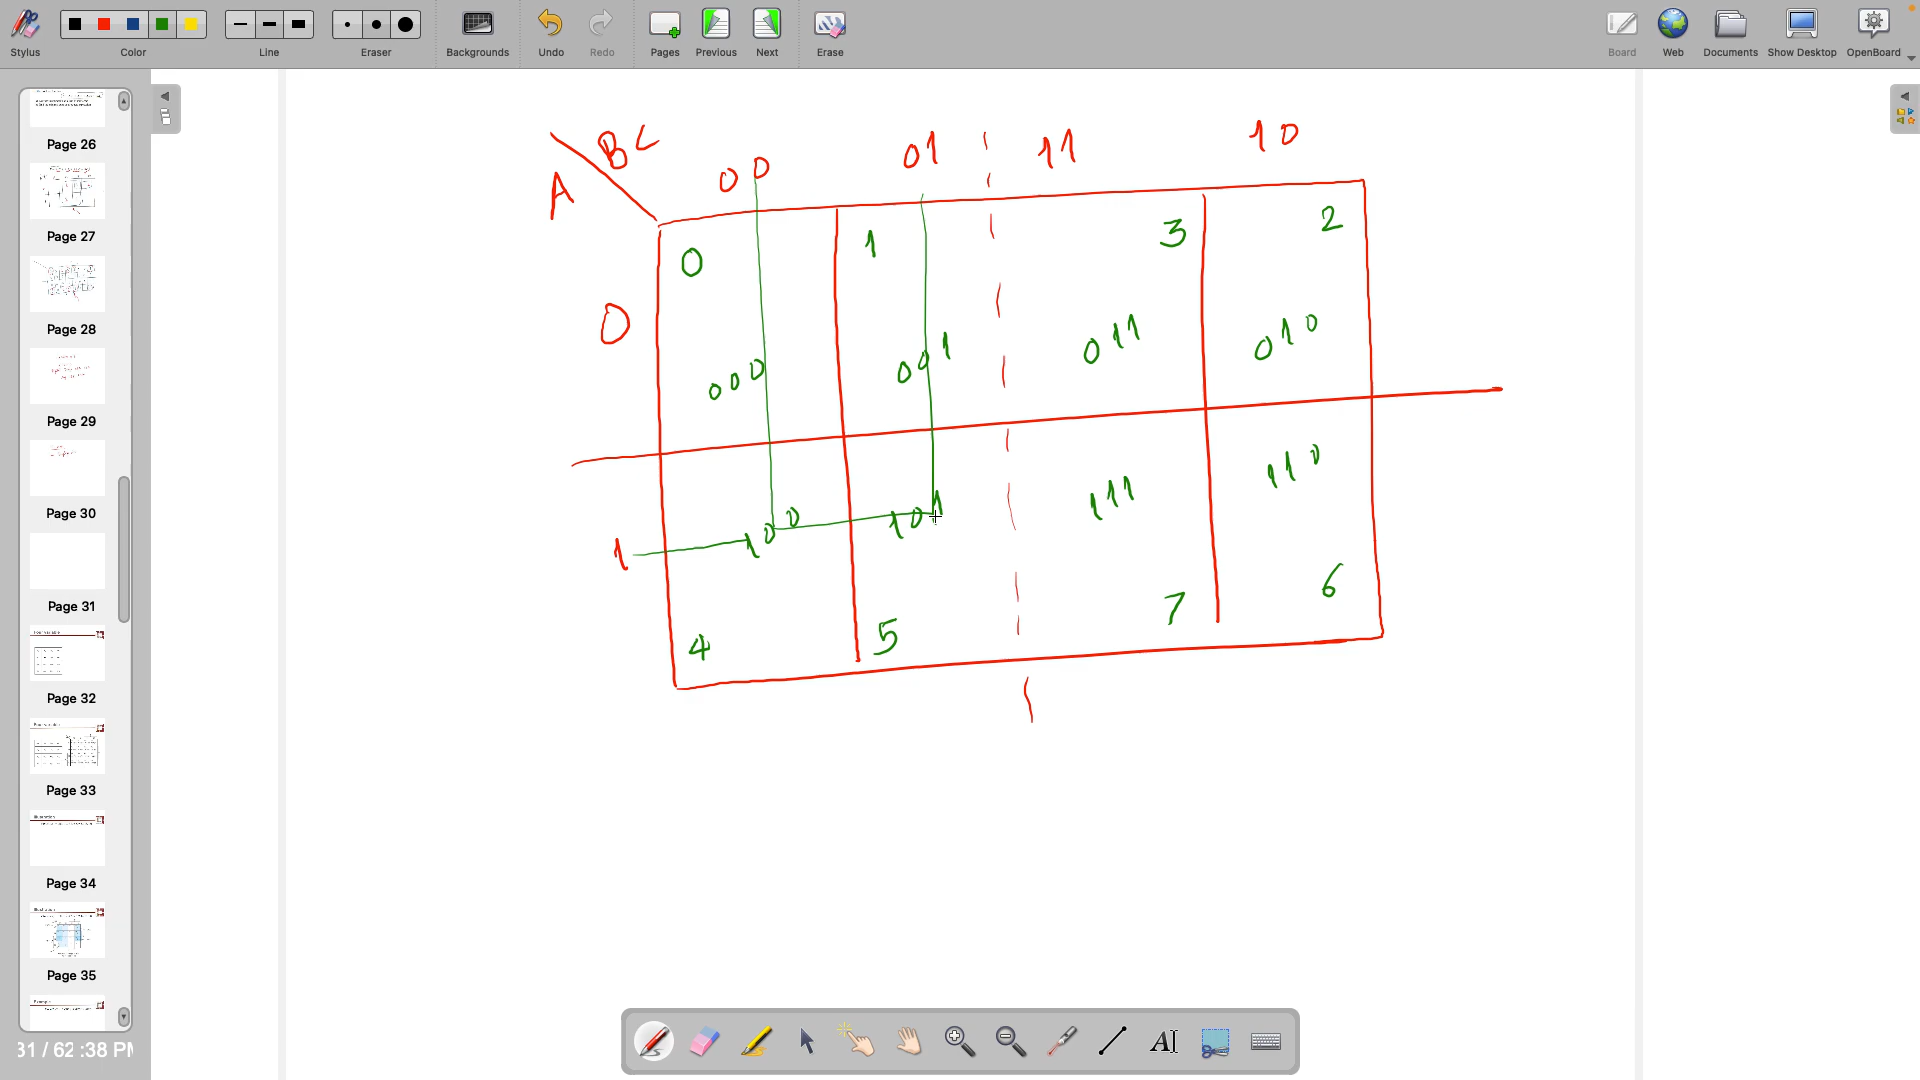 Stylus Color Line Eraser Backgrounds Undo Redo Pages Previous Next Erase Board Web Documents Show Desktop OpenBoard
Page 26
Page 27
Page 28
Page 29
Page 30
Page 31
Page 32
Page 33
Page 34
Page 35
31 / 62 :38 PM
A BC
00 01 11 10
0 1 3 2
0
000 001 011 010
1
100 101 111 110
4 5 7 6